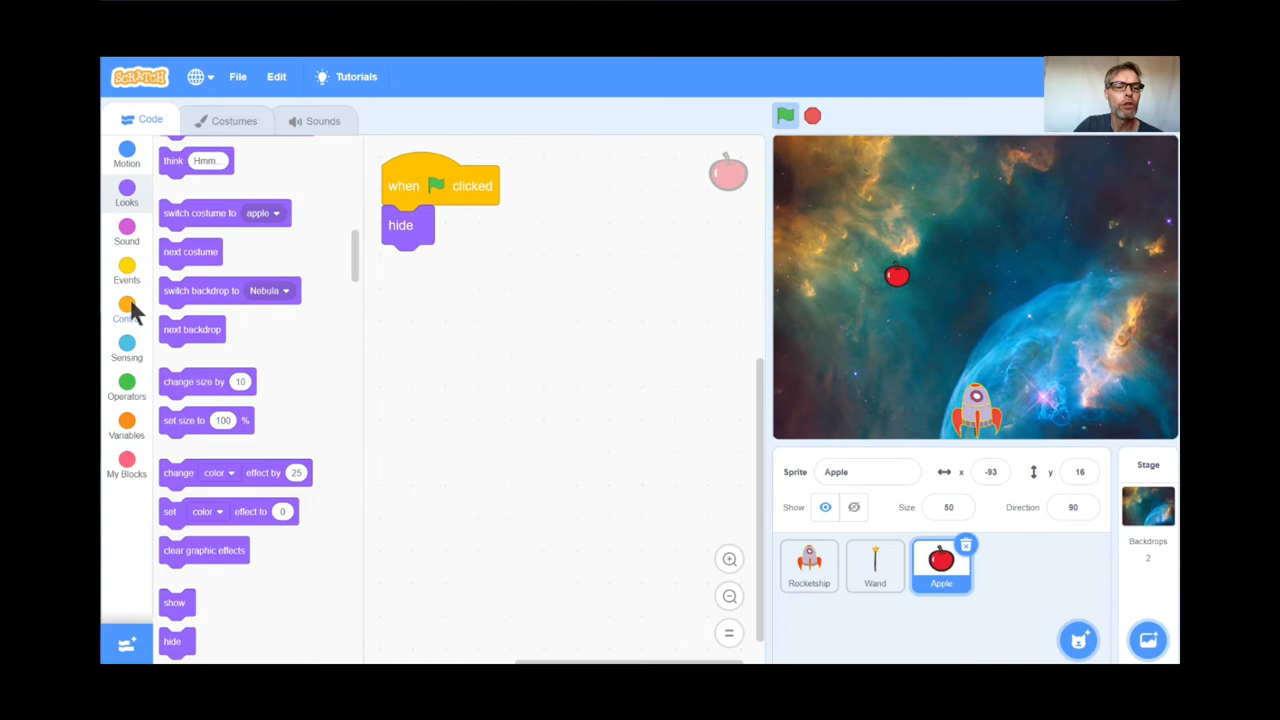 SCRATCH File Edit Tutorials
Code Costumes Sounds
Motion
Looks
Sound
Events
Control
Sensing
Operators
Variables
My Blocks
think Hmm...
switch costume to apple
next costume
switch backdrop to Nebula
next backdrop
change size by 10
set size to 100 %
change color effect by 25
set color effect to 0
clear graphic effects
show
hide
when clicked
hide
Sprite Apple x -93 y 16
Show Size 50 Direction 90
Rocketship Wand Apple
Stage
Backdrops
2